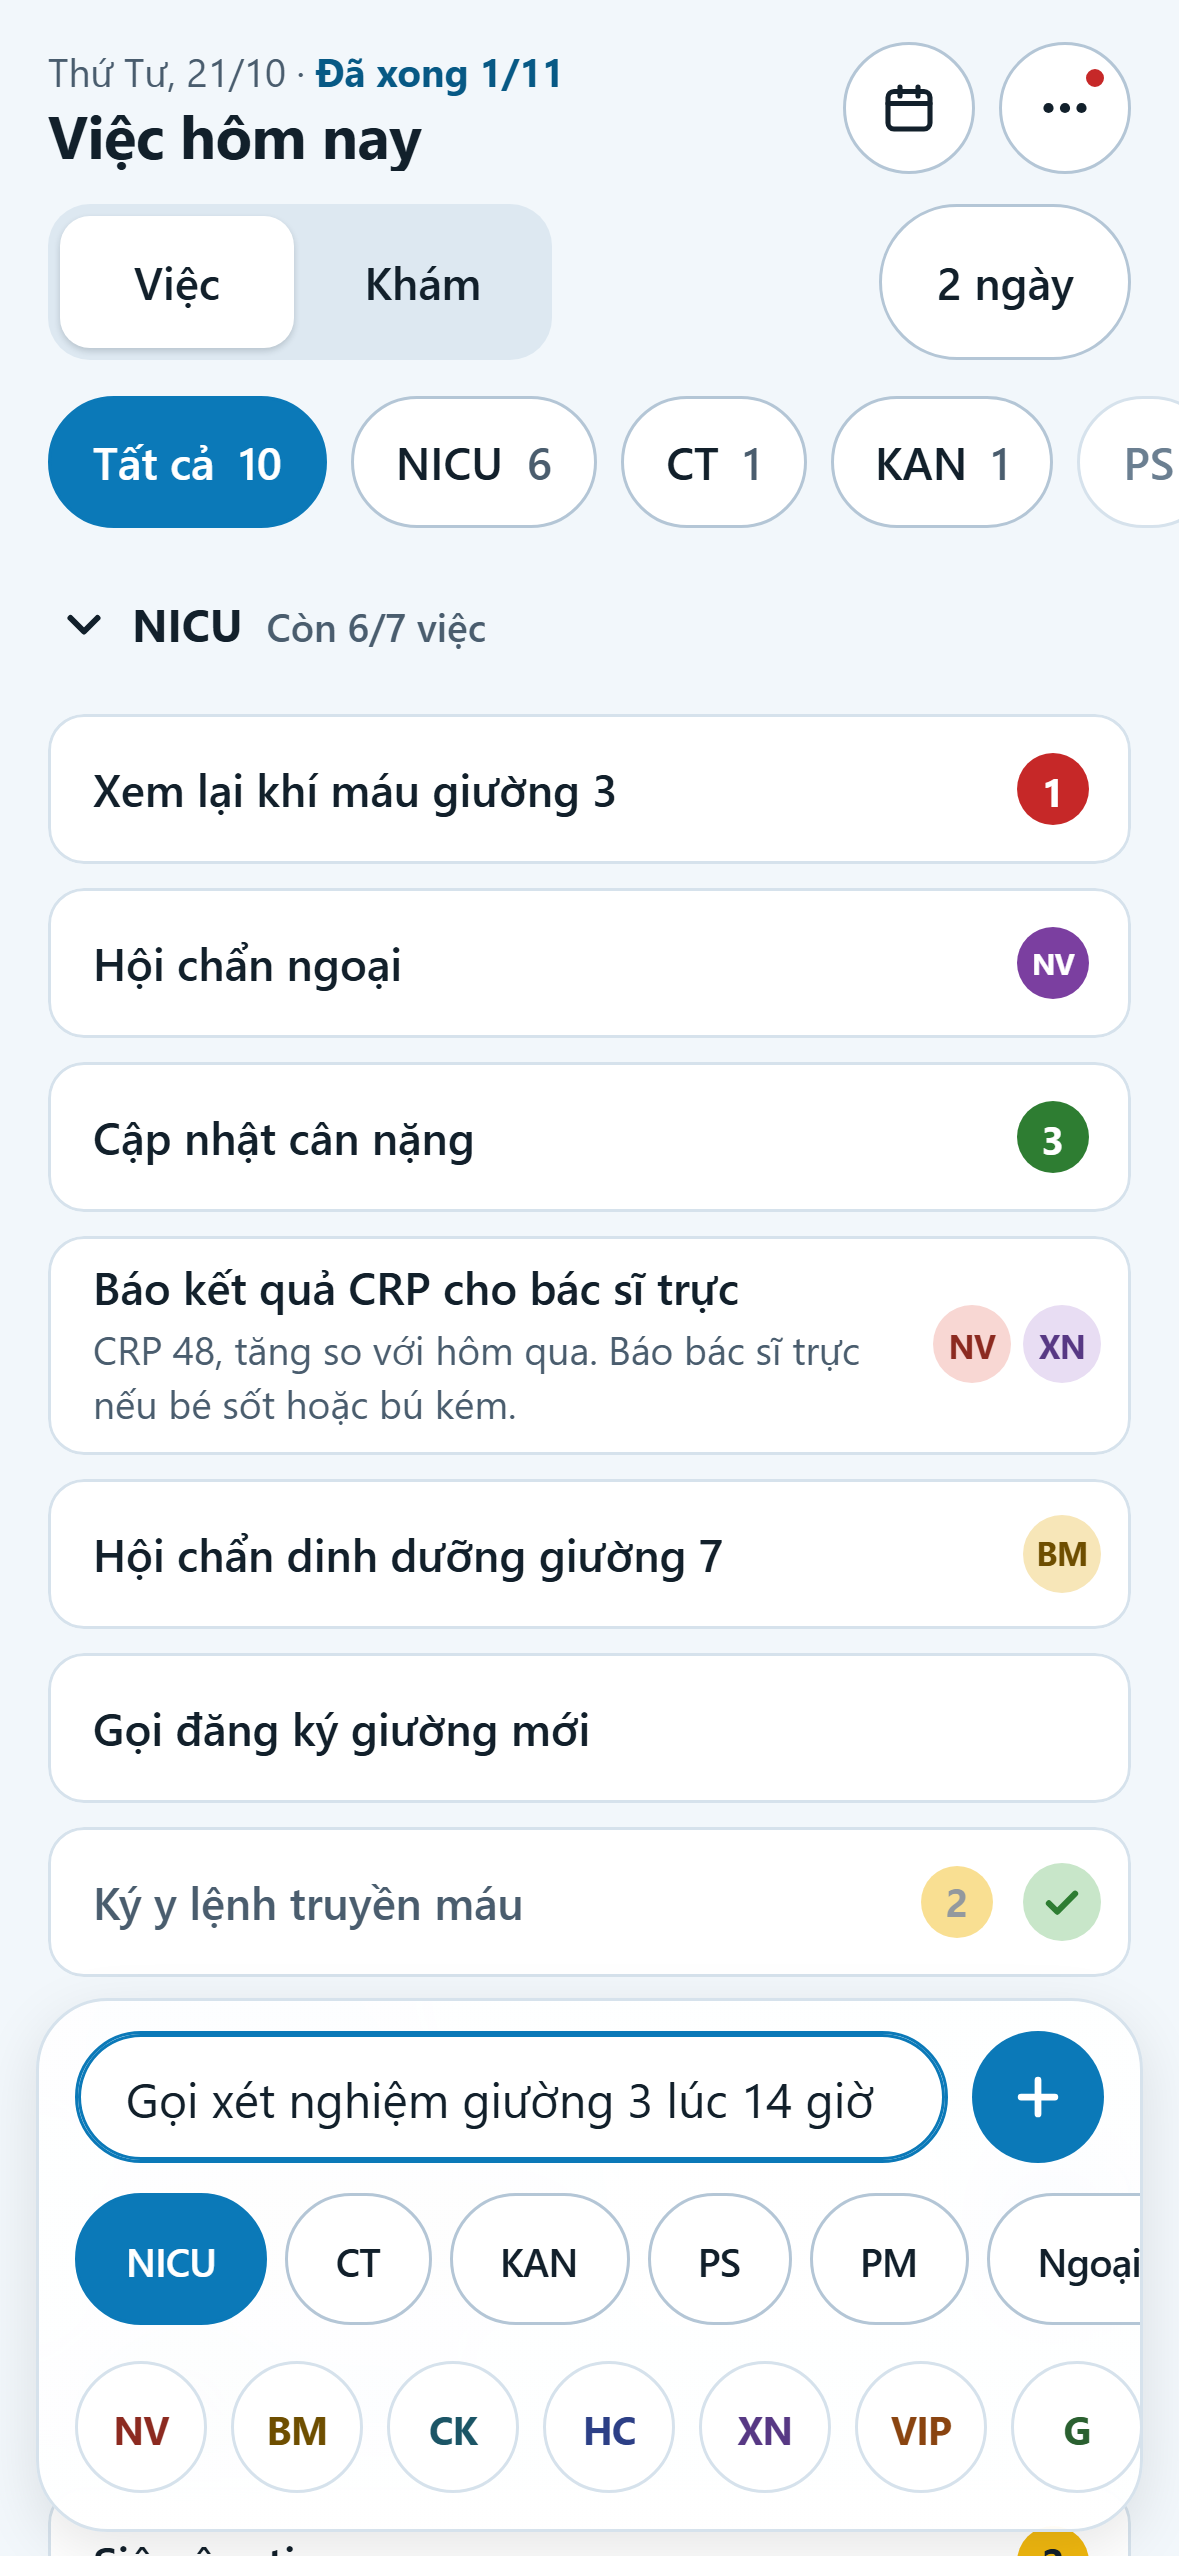 Thứ Tư, 21/10 · Đã xong 1/11
Việc hôm nay
Việc Khám 2 ngày
Tất cả 10 NICU 6 CT 1 KAN 1 PS
NICU Còn 6/7 việc
Xem lại khí máu giường 3 1
Hội chẩn ngoại NV
Cập nhật cân nặng 3
Báo kết quả CRP cho bác sĩ trực
CRP 48, tăng so với hôm qua. Báo bác sĩ trực
nếu bé sốt hoặc bú kém.
NV XN
Hội chẩn dinh dưỡng giường 7 BM
Gọi đăng ký giường mới
Ký y lệnh truyền máu 2
Gọi xét nghiệm giường 3 lúc 14 giờ
NICU CT KAN PS PM Ngoại
NV BM CK HC XN VIP G